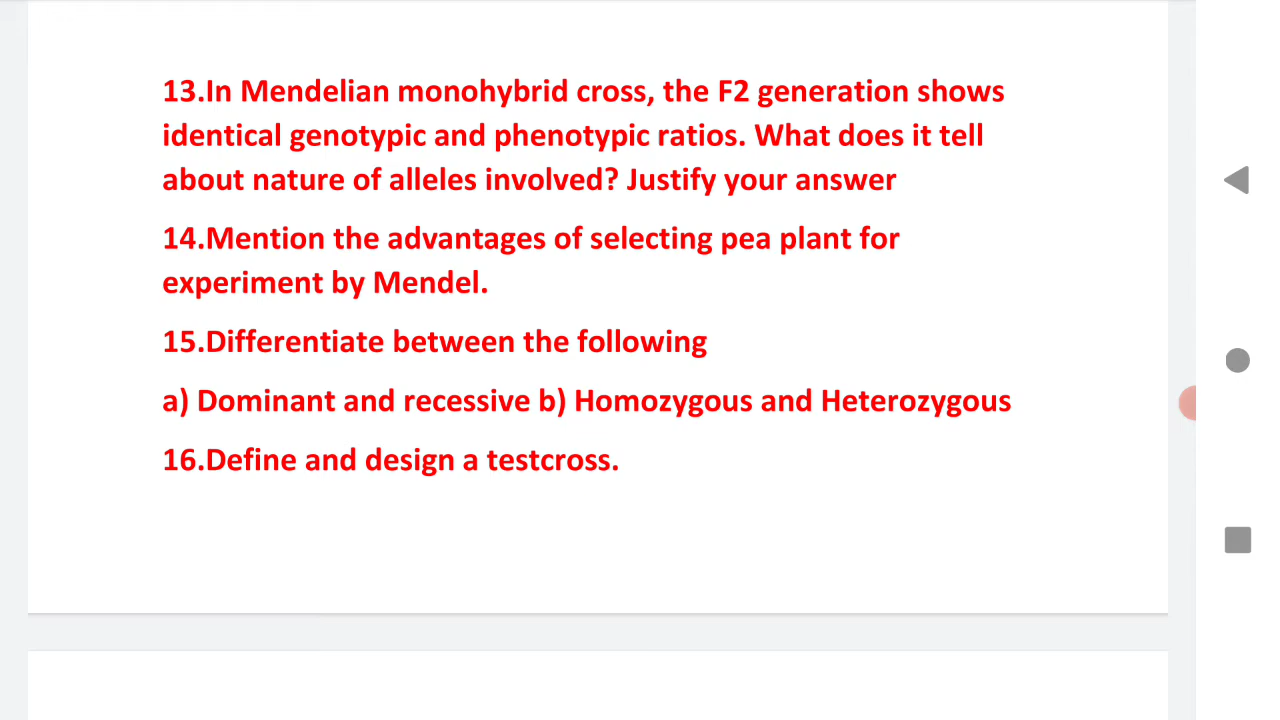 13.In Mendelian monohybrid cross, the F2 generation shows
identical genotypic and phenotypic ratios. What does it tell
about nature of alleles involved? Justify your answer
14.Mention the advantages of selecting pea plant for
experiment by Mendel.
15.Differentiate between the following
a) Dominant and recessive b) Homozygous and Heterozygous
16.Define and design a testcross.